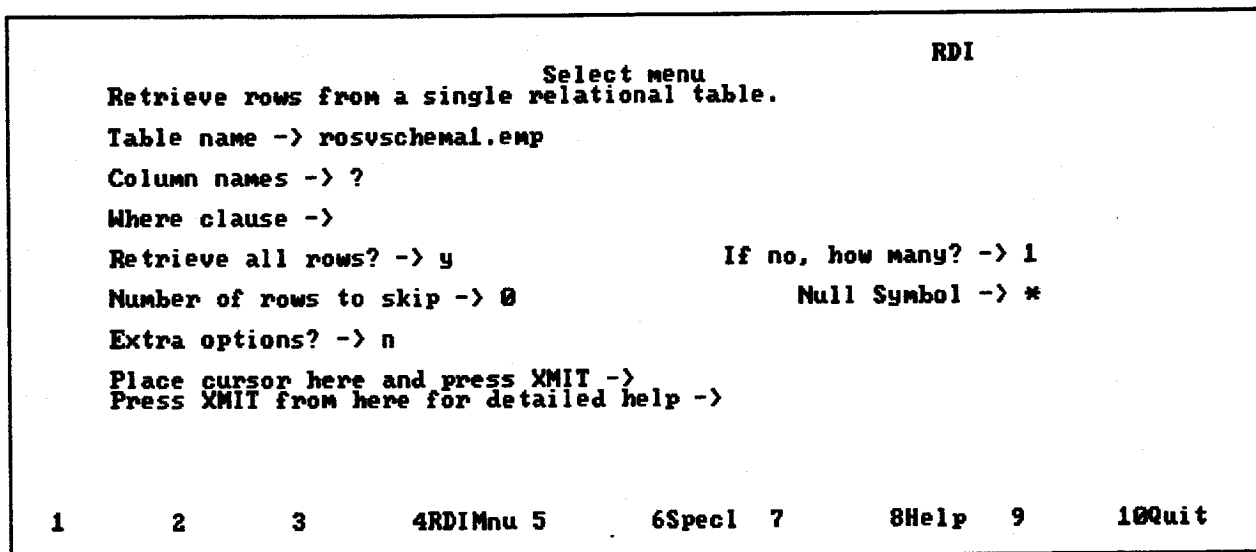 RDI
Select menu
Retrieve rows from a single relational table.
Table name -> rosvschema1.emp
Column names -> ?
Where clause ->
Retrieve all rows? -> y If no, how many? -> 1
Number of rows to skip -> 0 Null Symbol -> *
Extra options? -> n
Place cursor here and press XMIT ->
Press XMIT from here for detailed help ->
1 2 3 4RDIMnu 5 6Specl 7 8Help 9 10Quit